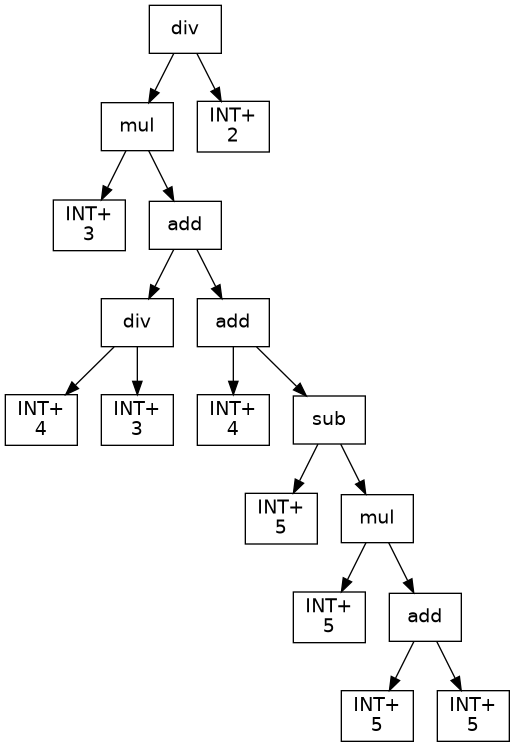 div
mul
INT+
2
INT+
3
add
div
add
INT+
4
INT+
3
INT+
4
sub
INT+
5
mul
INT+
5
add
INT+
5
INT+
5